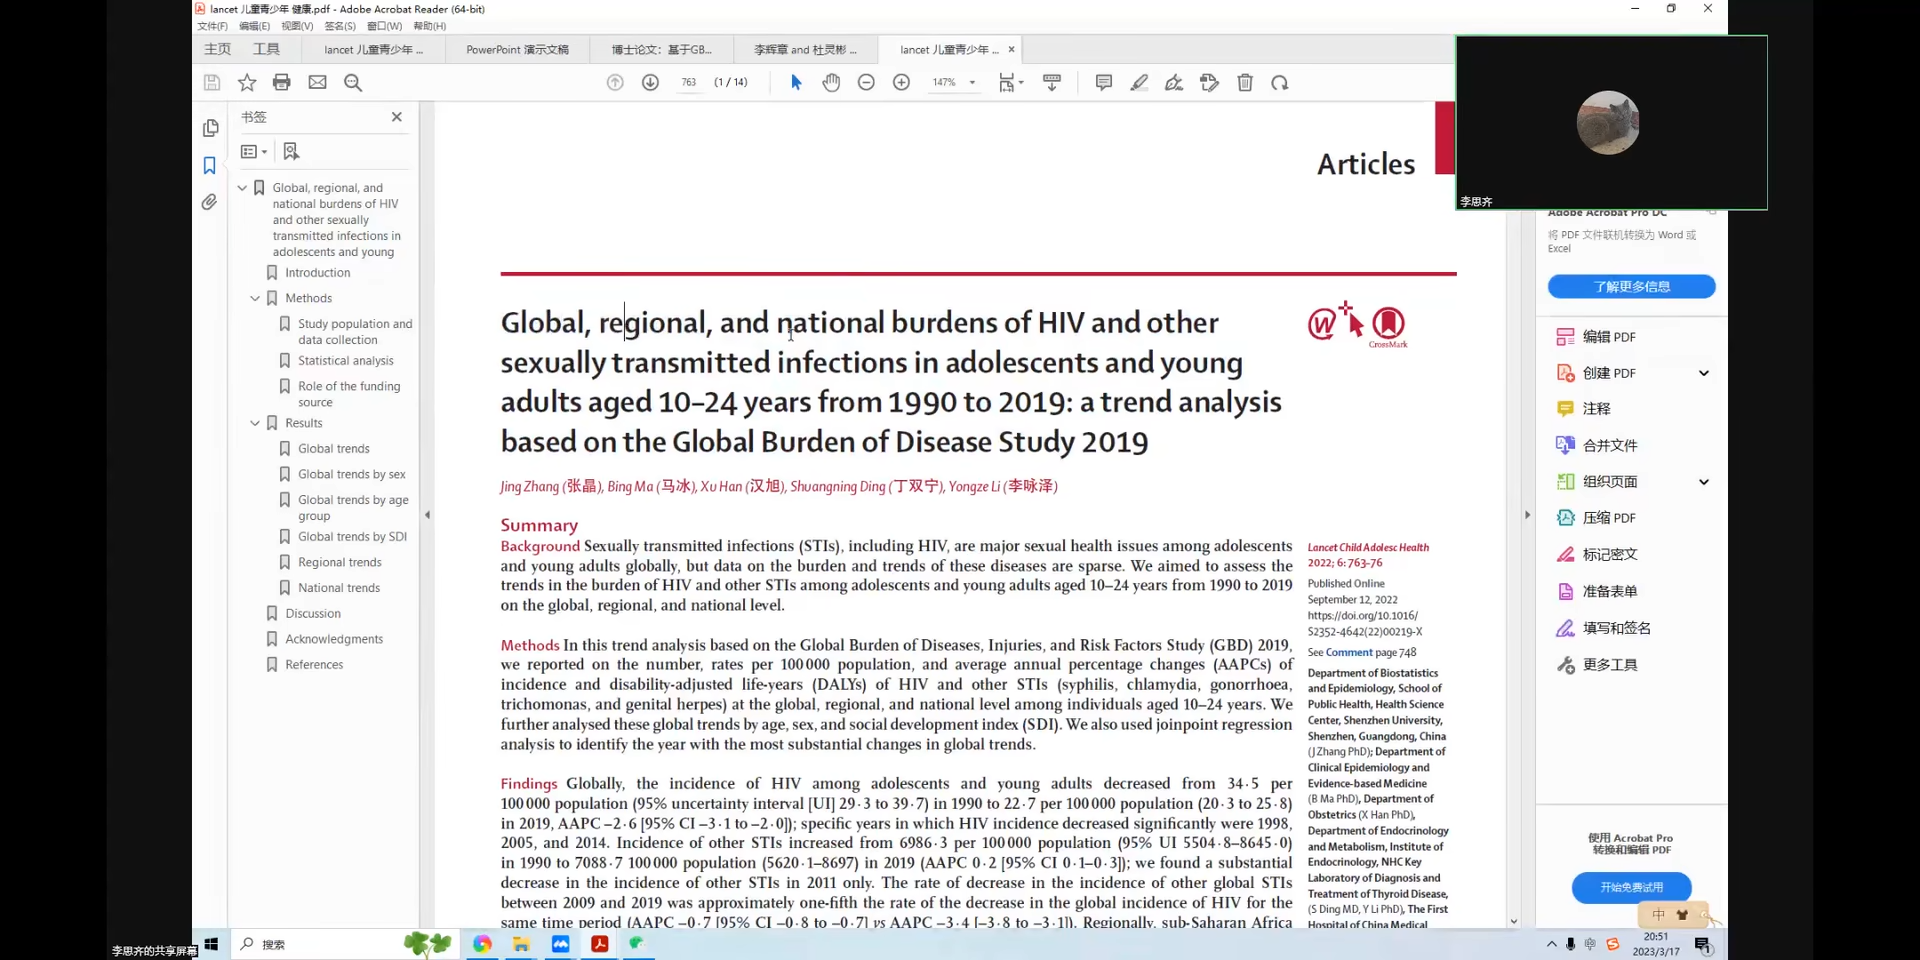 lancet 儿童青少年 健康.pdf - Adobe Acrobat Reader (64-bit)
文件(F) 编辑(E) 视图(V) 签名(S) 窗口(W) 帮助(H)
主页 工具 lancet 儿童青少年 ... PowerPoint 演示文稿 博士论文：基于GB... 李辉章 and 杜灵彬 ... lancet 儿童青少年 ... ×
763 (1 / 14) 147%
书签
Global, regional, and
national burdens of HIV
and other sexually
transmitted infections in
adolescents and young
Introduction
Methods
Study population and
data collection
Statistical analysis
Role of the funding
source
Results
Global trends
Global trends by sex
Global trends by age
group
Global trends by SDI
Regional trends
National trends
Discussion
Acknowledgments
References
Articles
Global, regional, and national burdens of HIV and other
sexually transmitted infections in adolescents and young
adults aged 10–24 years from 1990 to 2019: a trend analysis
based on the Global Burden of Disease Study 2019
CrossMark
Jing Zhang (张晶), Bing Ma (马冰), Xu Han (汉旭), Shuangning Ding (丁双宁), Yongze Li (李咏泽)
Summary
Background Sexually transmitted infections (STIs), including HIV, are major sexual health issues among adolescents
and young adults globally, but data on the burden and trends of these diseases are sparse. We aimed to assess the
trends in the burden of HIV and other STIs among adolescents and young adults aged 10–24 years from 1990 to 2019
on the global, regional, and national level.
Methods In this trend analysis based on the Global Burden of Diseases, Injuries, and Risk Factors Study (GBD) 2019,
we reported on the number, rates per 100 000 population, and average annual percentage changes (AAPCs) of
incidence and disability-adjusted life-years (DALYs) of HIV and other STIs (syphilis, chlamydia, gonorrhoea,
trichomonas, and genital herpes) at the global, regional, and national level among individuals aged 10–24 years. We
further analysed these global trends by age, sex, and social development index (SDI). We also used joinpoint regression
analysis to identify the year with the most substantial changes in global trends.
Findings Globally, the incidence of HIV among adolescents and young adults decreased from 34·5 per
100 000 population (95% uncertainty interval [UI] 29·3 to 39·7) in 1990 to 22·7 per 100 000 population (20·3 to 25·8)
in 2019, AAPC –2·6 [95% CI –3·1 to –2·0]); specific years in which HIV incidence decreased significantly were 1998,
2005, and 2014. Incidence of other STIs increased from 6986·3 per 100 000 population (95% UI 5504·8–8645·0)
in 1990 to 7088·7 100 000 population (5620·1–8697) in 2019 (AAPC 0·2 [95% CI 0·1–0·3]); we found a substantial
decrease in the incidence of other STIs in 2011 only. The rate of decrease in the incidence of other global STIs
between 2009 and 2019 was approximately one-fifth the rate of the decrease in the global incidence of HIV for the
same time period (AAPC –0·7 [95% CI –0·8 to –0·7] vs AAPC –3·4 [–3·8 to –3·1]). Regionally, sub-Saharan Africa
Lancet Child Adolesc Health
2022; 6: 763–76
Published Online
September 12, 2022
https://doi.org/10.1016/
S2352-4642(22)00219-X
See Comment page 748
Department of Biostatistics
and Epidemiology, School of
Public Health, Health Science
Center, Shenzhen University,
Shenzhen, Guangdong, China
(J Zhang PhD); Department of
Clinical Epidemiology and
Evidence-based Medicine
(B Ma PhD), Department of
Obstetrics (X Han PhD),
Department of Endocrinology
and Metabolism, Institute of
Endocrinology, NHC Key
Laboratory of Diagnosis and
Treatment of Thyroid Disease,
(S Ding MD, Y Li PhD), The First
Hospital of China Medical
李思齐
Adobe Acrobat Pro DC
将 PDF 文件联机转换为 Word 或
Excel
了解更多信息
编辑 PDF
创建 PDF
注释
合并文件
组织页面
压缩 PDF
标记密文
准备表单
填写和签名
更多工具
使用 Acrobat Pro
转换和编辑 PDF
开始免费试用
中
李思齐的共享屏幕
搜索
中
20:51
2023/3/17